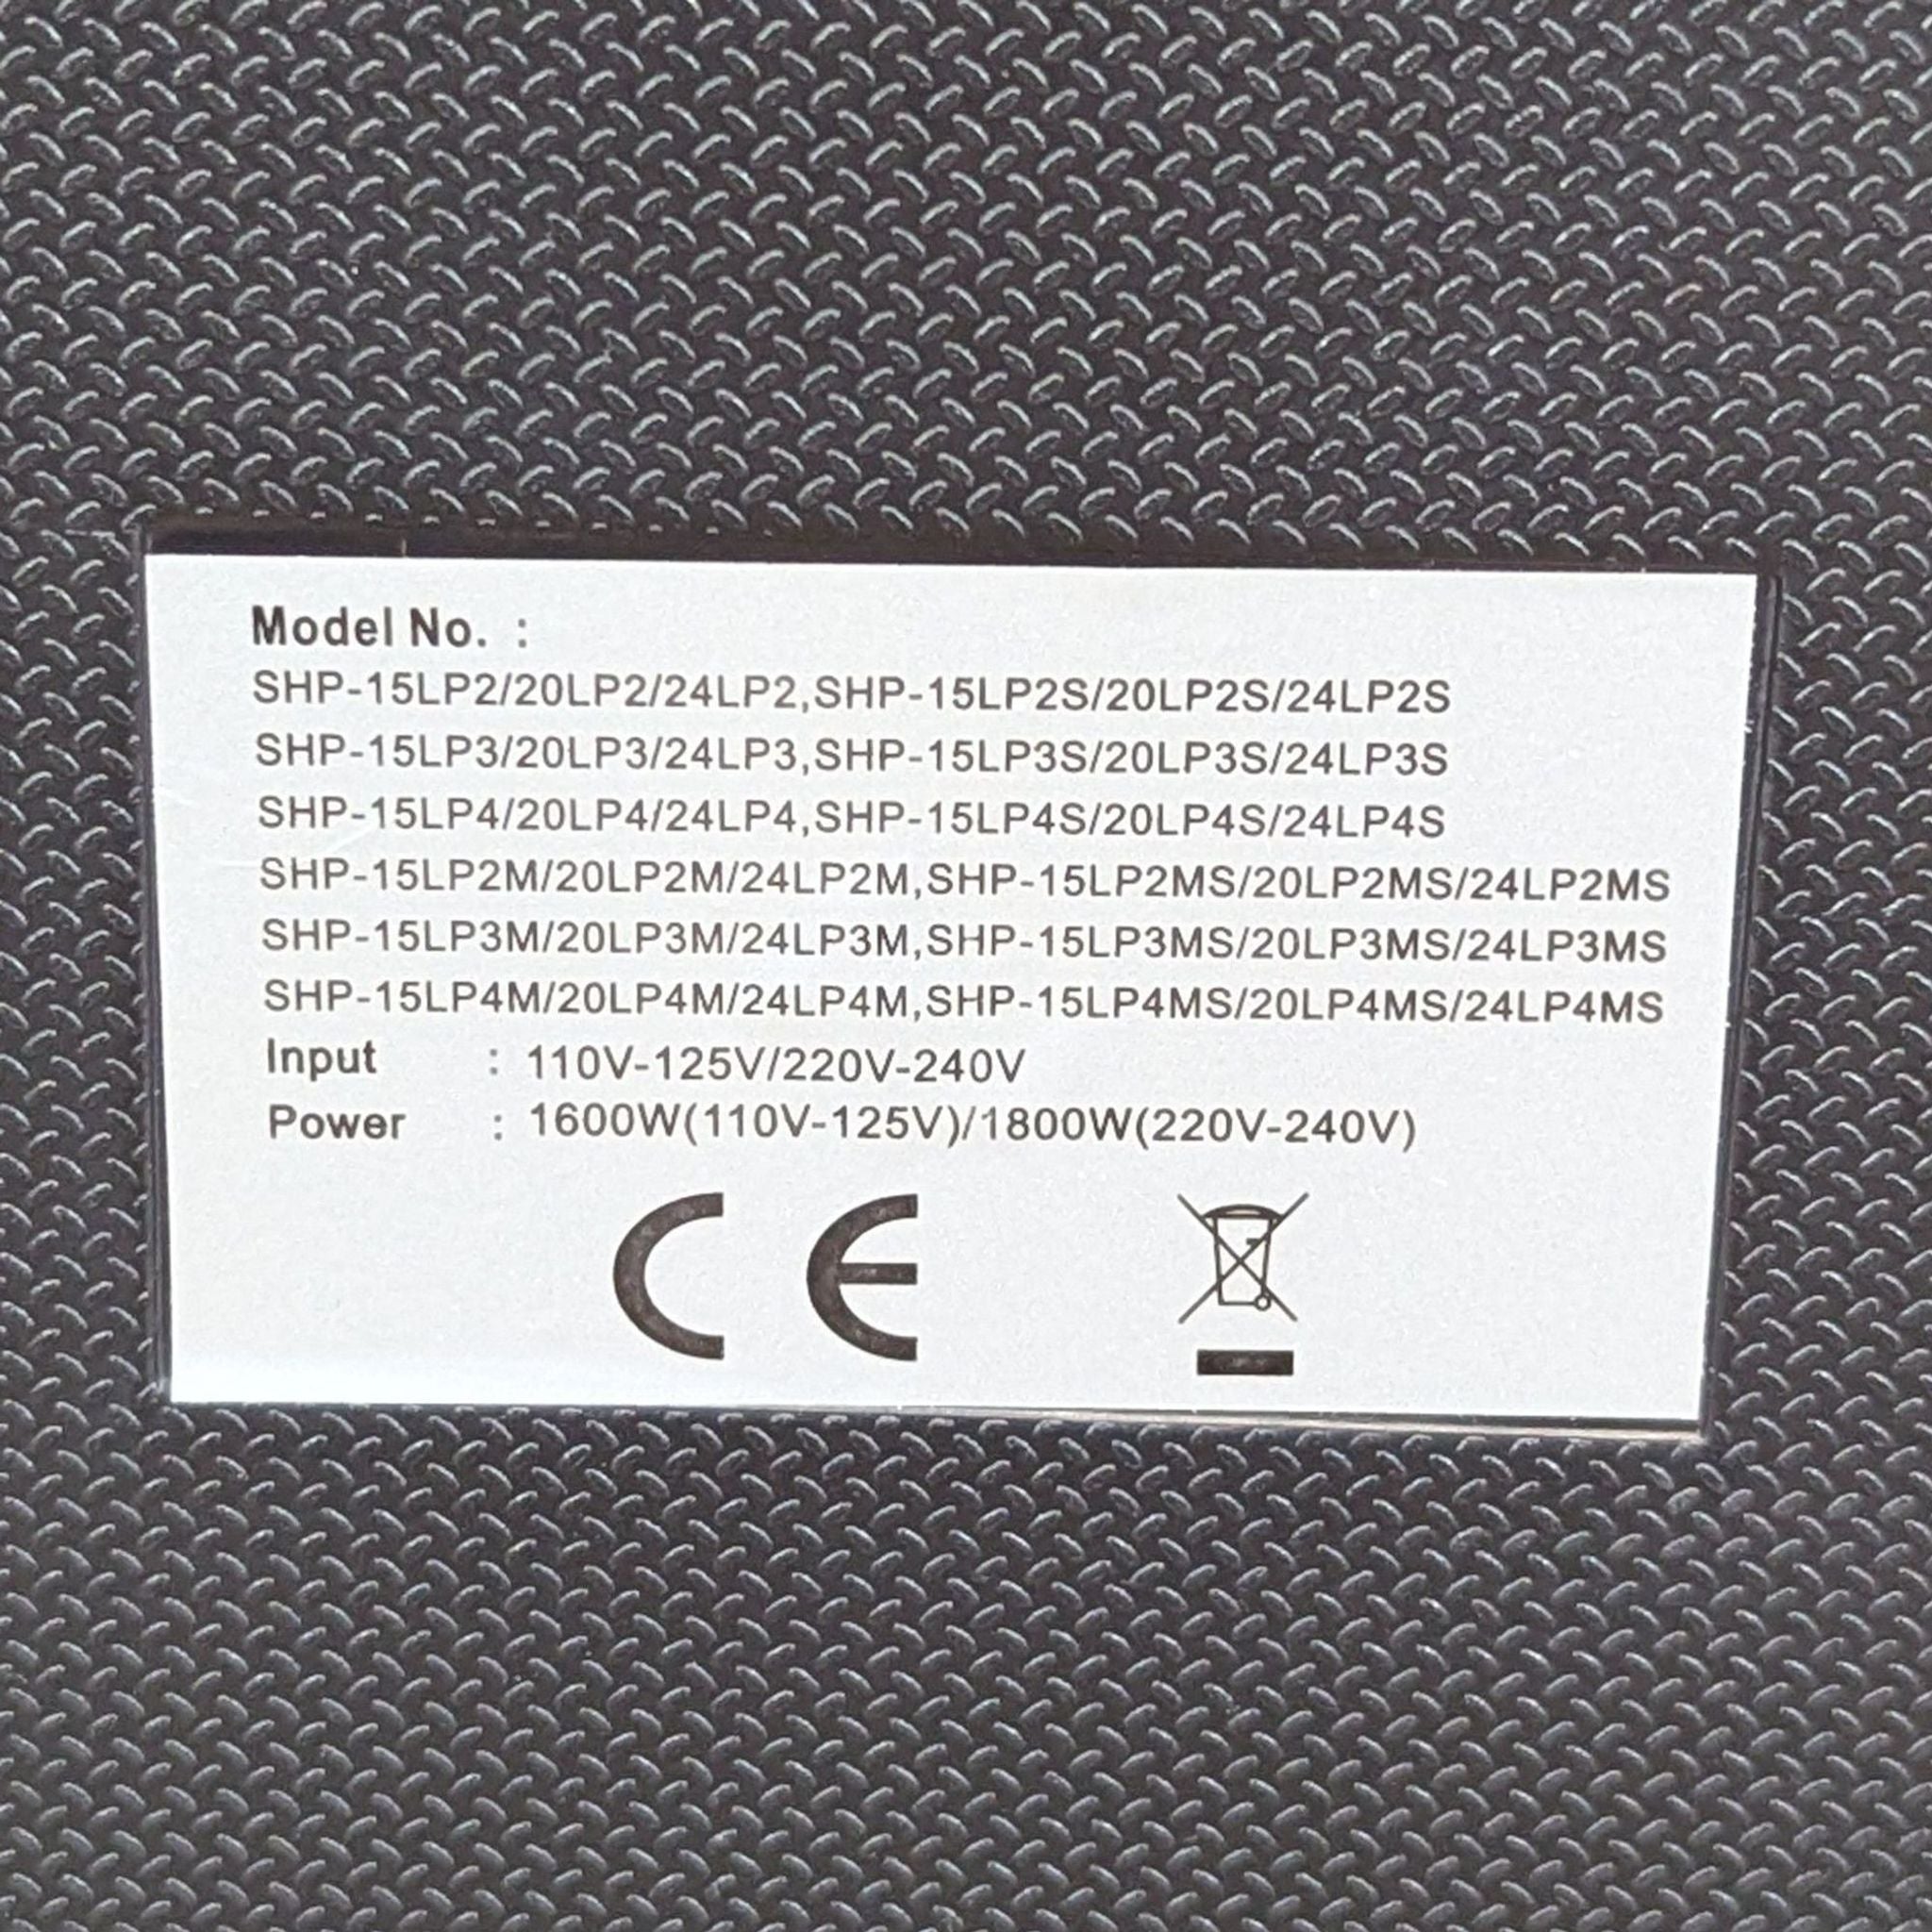 Model No. :
SHP-15LP2/20LP2/24LP2,SHP-15LP2S/20LP2S/24LP2S
SHP-15LP3/20LP3/24LP3,SHP-15LP3S/20LP3S/24LP3S
SHP-15LP4/20LP4/24LP4,SHP-15LP4S/20LP4S/24LP4S
SHP-15LP2M/20LP2M/24LP2M,SHP-15LP2MS/20LP2MS/24LP2MS
SHP-15LP3M/20LP3M/24LP3M,SHP-15LP3MS/20LP3MS/24LP3MS
SHP-15LP4M/20LP4M/24LP4M,SHP-15LP4MS/20LP4MS/24LP4MS
Input : 110V-125V/220V-240V
Power : 1600W(110V-125V)/1800W(220V-240V)
CE